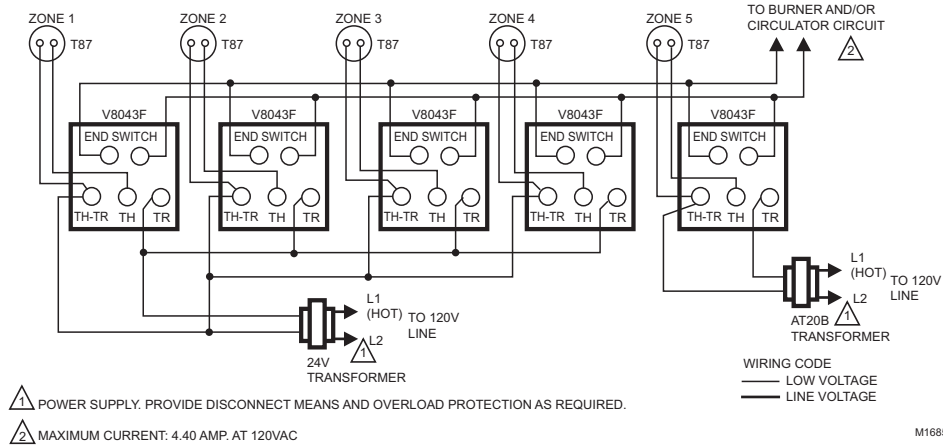 ZONE 1
ZONE 2
ZONE 3
ZONE 4
ZONE 5
TO BURNER AND/OR
CIRCULATOR CIRCUIT
2
T87
T87
T87
T87
T87
V8043F
V8043F
V8043F
V8043F
V8043F
END SWITCH
END SWITCH
END SWITCH
END SWITCH
END SWITCH
TH-TR TH TR
TH-TR TH TR
TH-TR TH TR
TH-TR TH TR
TH-TR TH TR
L1
(HOT)
TO 120V
LINE
L2
1
24V
TRANSFORMER
L1
(HOT)
TO 120V
LINE
L2
1
AT20B
TRANSFORMER
WIRING CODE
LOW VOLTAGE
LINE VOLTAGE
1 POWER SUPPLY. PROVIDE DISCONNECT MEANS AND OVERLOAD PROTECTION AS REQUIRED.
2 MAXIMUM CURRENT: 4.40 AMP. AT 120VAC